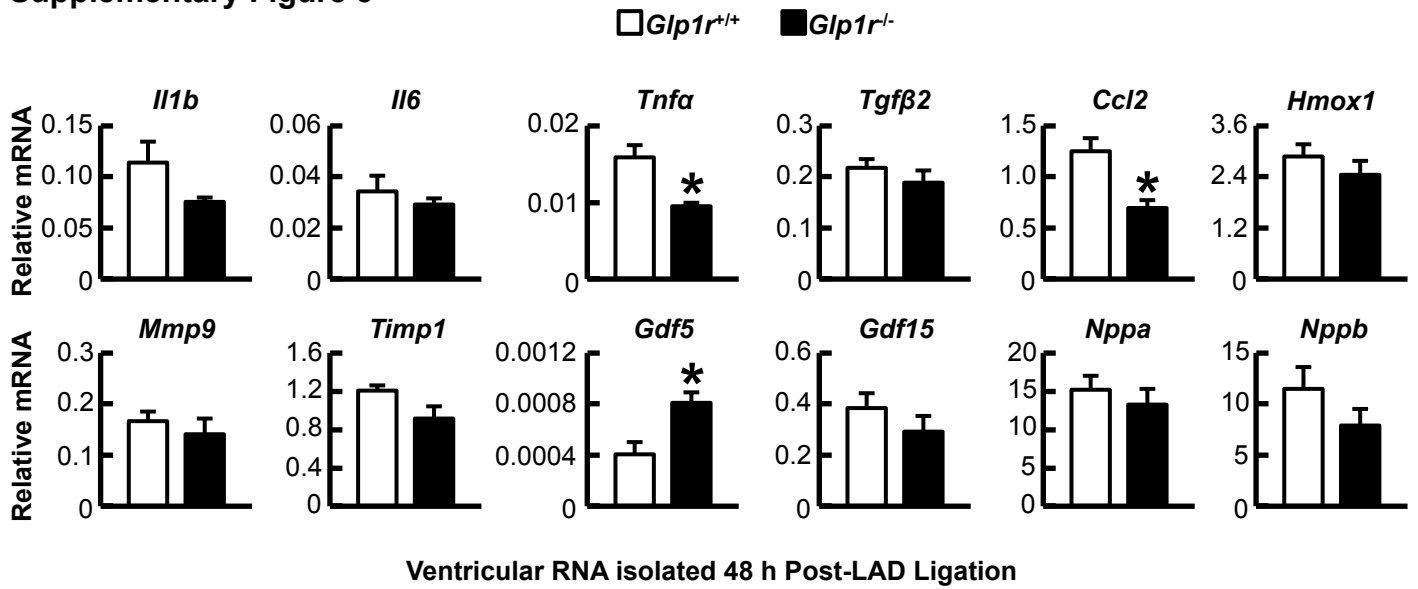 Supplementary Figure
Glp1r+/+ Glp1r-/-
Il1b Il6 Tnfα Tgfβ2 Ccl2 Hmox1
Relative mRNA
0.15 0.06 0.02 0.3 1.5 3.6
0.10 0.04 0.2 1.0 2.4
0.01
0.05 0.02 0.1 0.5 1.2
0 0 0 0 0 0
* *
Mmp9 Timp1 Gdf5 Gdf15 Nppa Nppb
Relative mRNA
0.3 1.6 0.0012 0.6 20 15
0.2 1.2 0.0008 0.4 15 10
0.1 0.8 0.0004 0.2 10 5
0.4 5
0 0 0 0 0 0
*
Ventricular RNA isolated 48 h Post-LAD Ligation